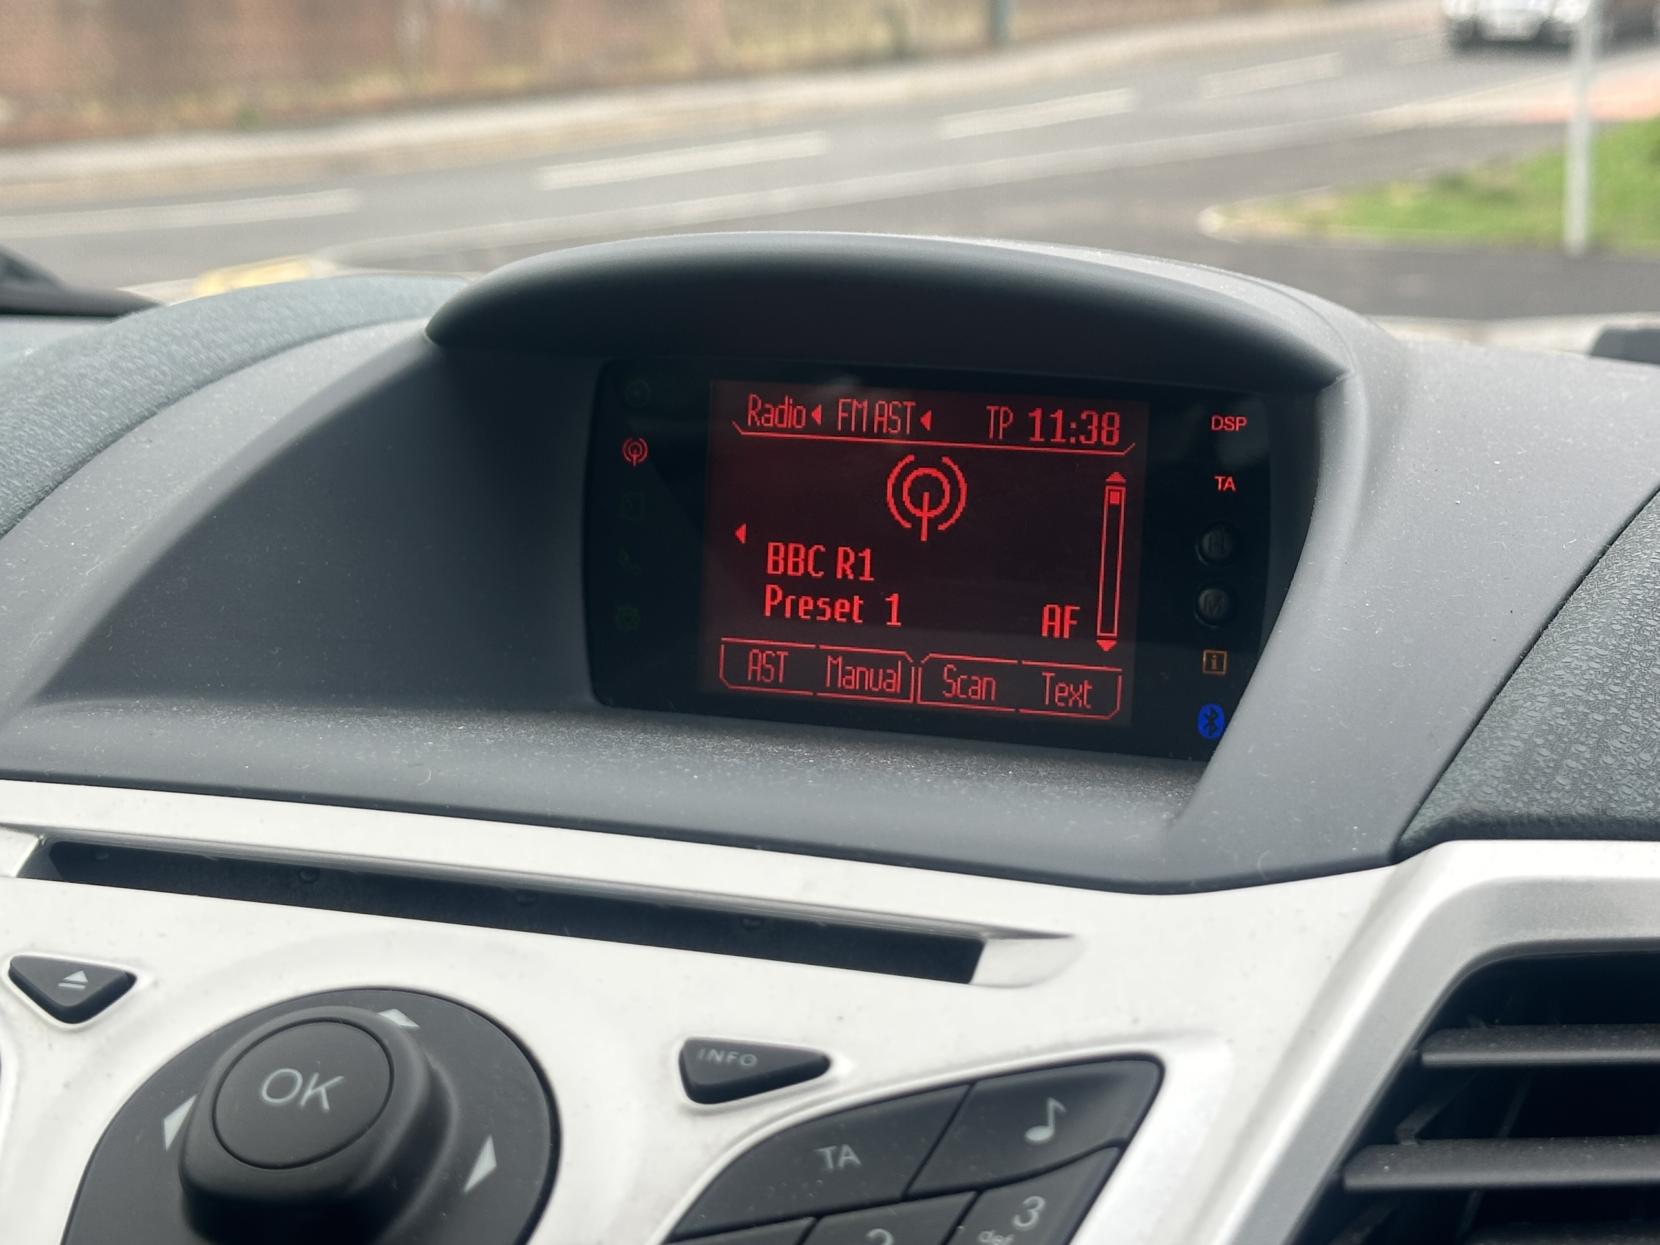 Radio FM AST TP 11:38
DSP
TA
BBC R1
Preset 1
AF
AST Manual Scan Text
OK
INFO
TA
3
def